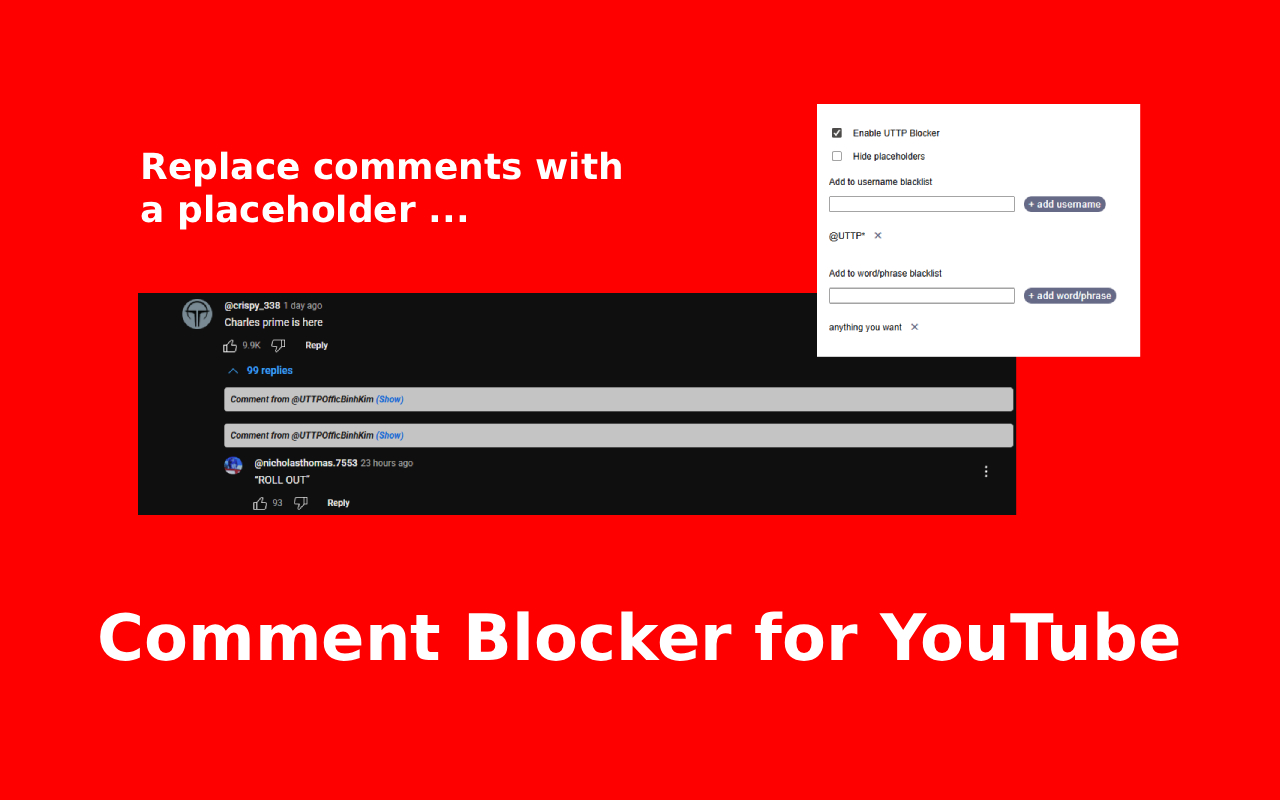 Replace comments with
a placeholder ...
Enable UTTP Blocker
Hide placeholders
Add to username blacklist
+ add username
@UTTP* ✕
Add to word/phrase blacklist
+ add word/phrase
anything you want ✕
@crispy_338 1 day ago
Charles prime is here
9.9K Reply
99 replies
Comment from @UTTPOfficBinhKim (Show)
Comment from @UTTPOfficBinhKim (Show)
@nicholasthomas.7553 23 hours ago
"ROLL OUT"
93 Reply
Comment Blocker for YouTube